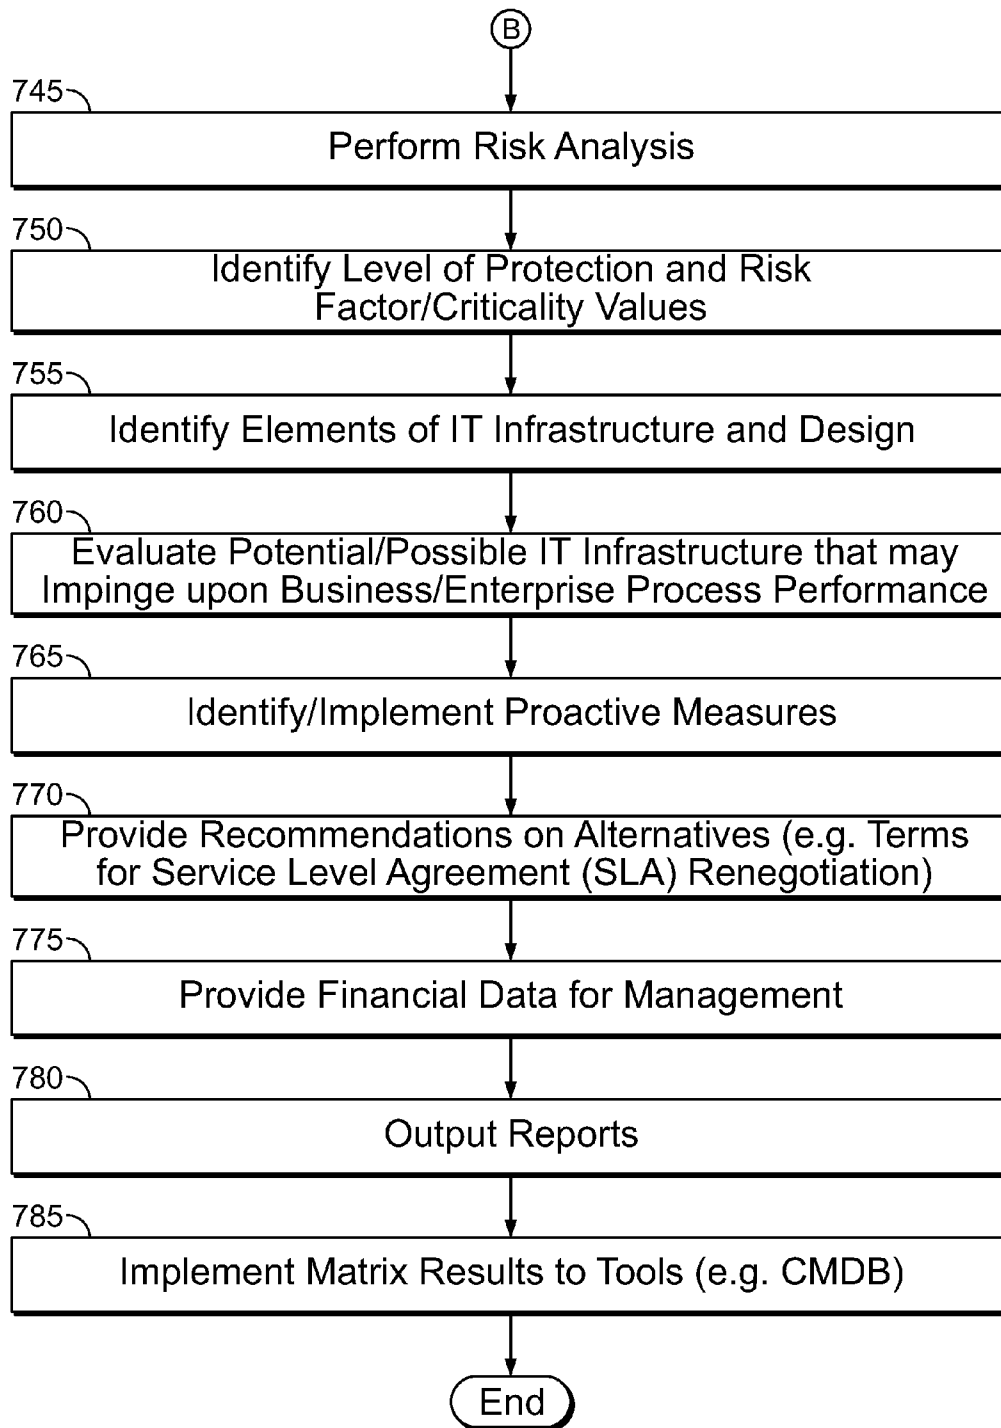 B
745
Perform Risk Analysis
750
Identify Level of Protection and Risk
Factor/Criticality Values
755
Identify Elements of IT Infrastructure and Design
760
Evaluate Potential/Possible IT Infrastructure that may
Impinge upon Business/Enterprise Process Performance
765
Identify/Implement Proactive Measures
770
Provide Recommendations on Alternatives (e.g. Terms
for Service Level Agreement (SLA) Renegotiation)
775
Provide Financial Data for Management
780
Output Reports
785
Implement Matrix Results to Tools (e.g. CMDB)
End